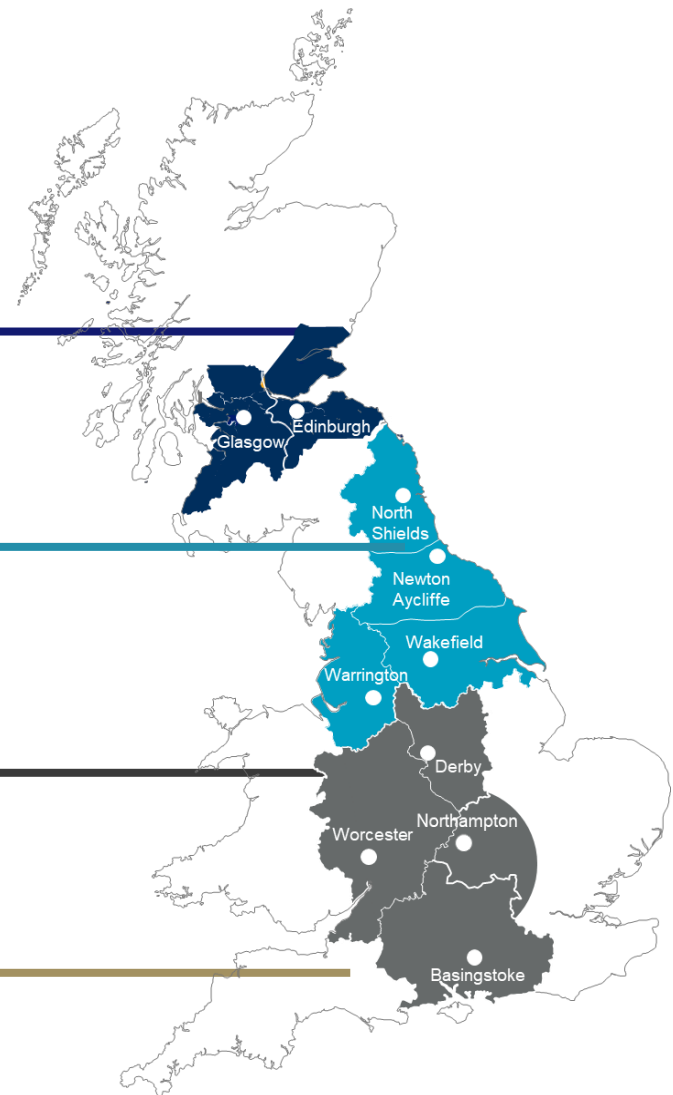 Edinburgh
Glasgow
North
Shields
Newton
Aycliffe
Wakefield
Warrington
Derby
Northampton
Worcester
Basingstoke